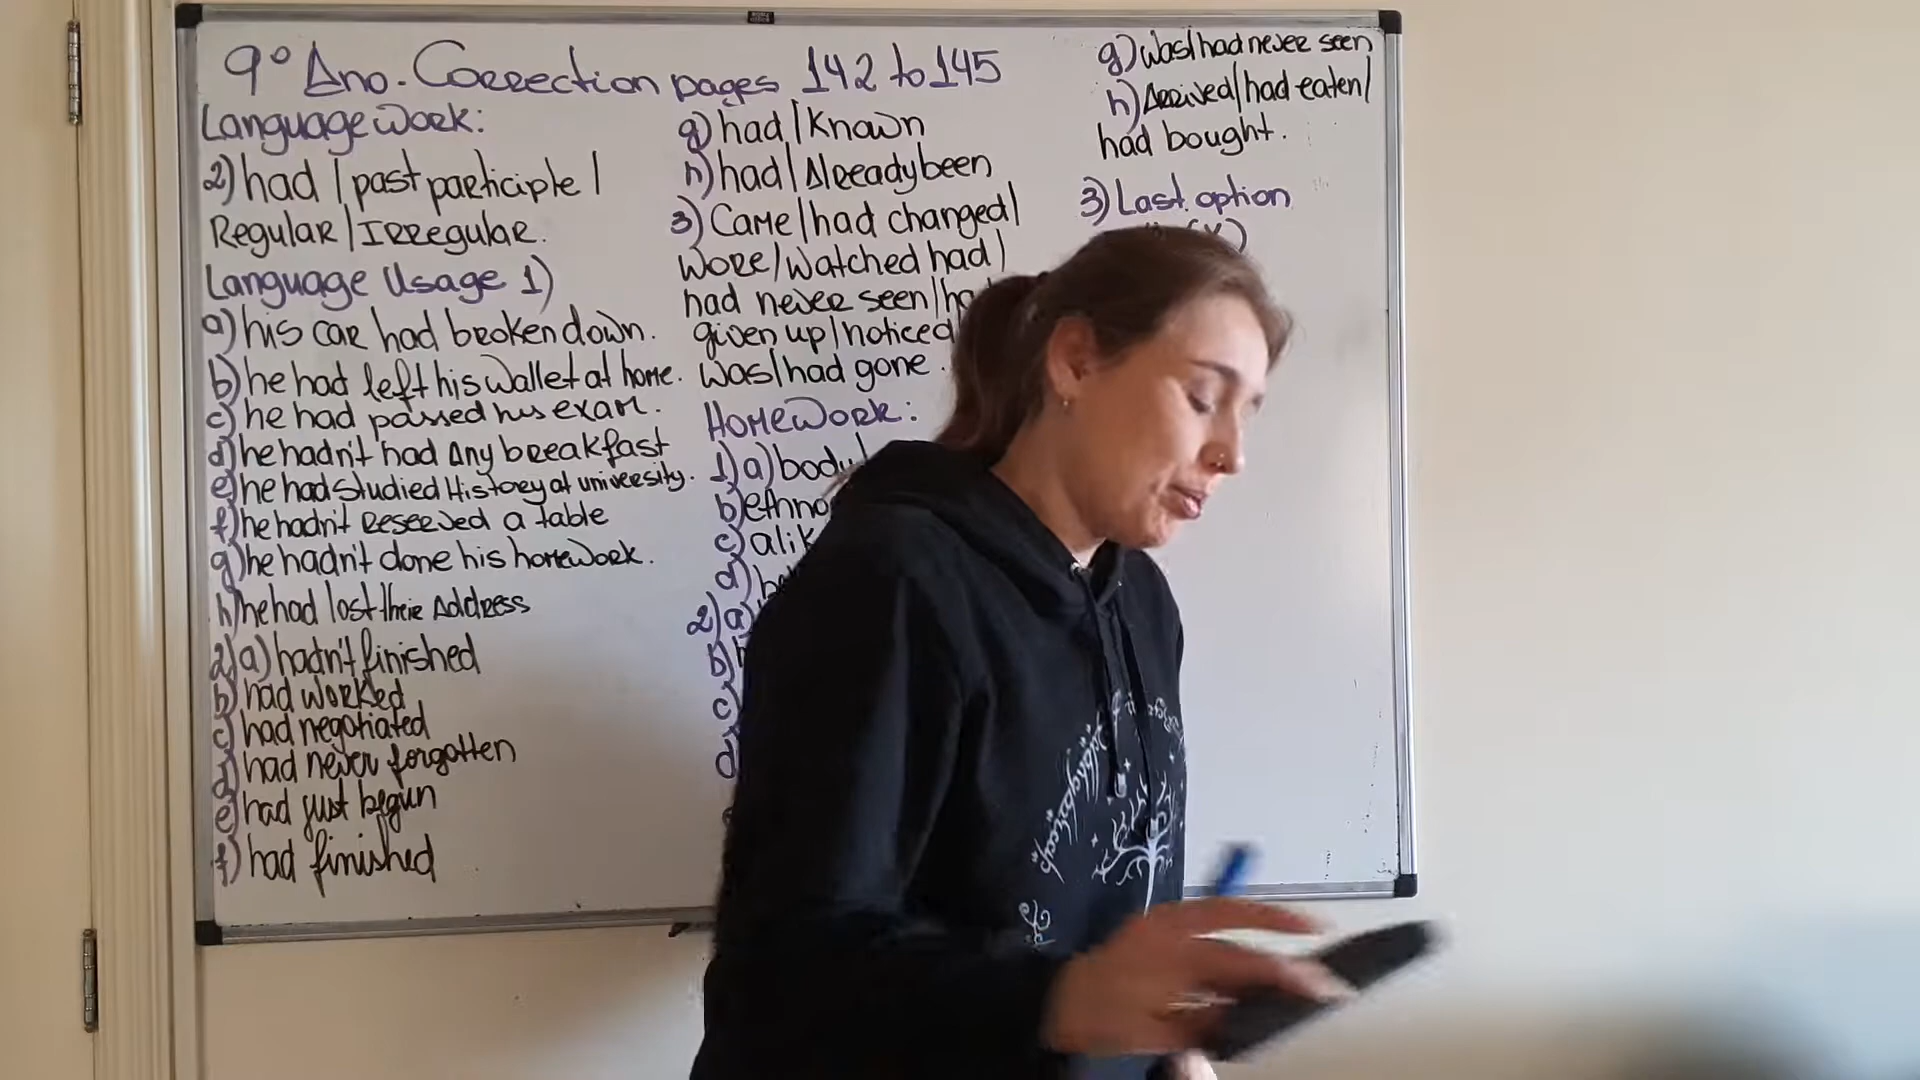 9º Ano. Correction pages 142 to 145
Language Work:
2) had / past participle /
Regular / Irregular.
Language Usage 1)
a) his car had broken down.
b) he had left his wallet at home.
c) he had passed his exam.
d) he hadn't had any breakfast
e) he had studied History at university.
f) he hadn't reserved a table
g) he hadn't done his homework.
h) he had lost their address
2) a) hadn't finished
b) had worked
c) had negotiated
d) had never forgotten
e) had just begun
f) had finished
g) had / known
h) had / already been
3) Came / had changed /
wore / watched had /
had never seen /
given up / noticed
was / had gone.
Homework:
1) a) body
b)
c)
d)
2) a)
b)
c)
d)
g) was / had never seen
h) Arrived / had eaten /
had bought.
3) Last option
(x)